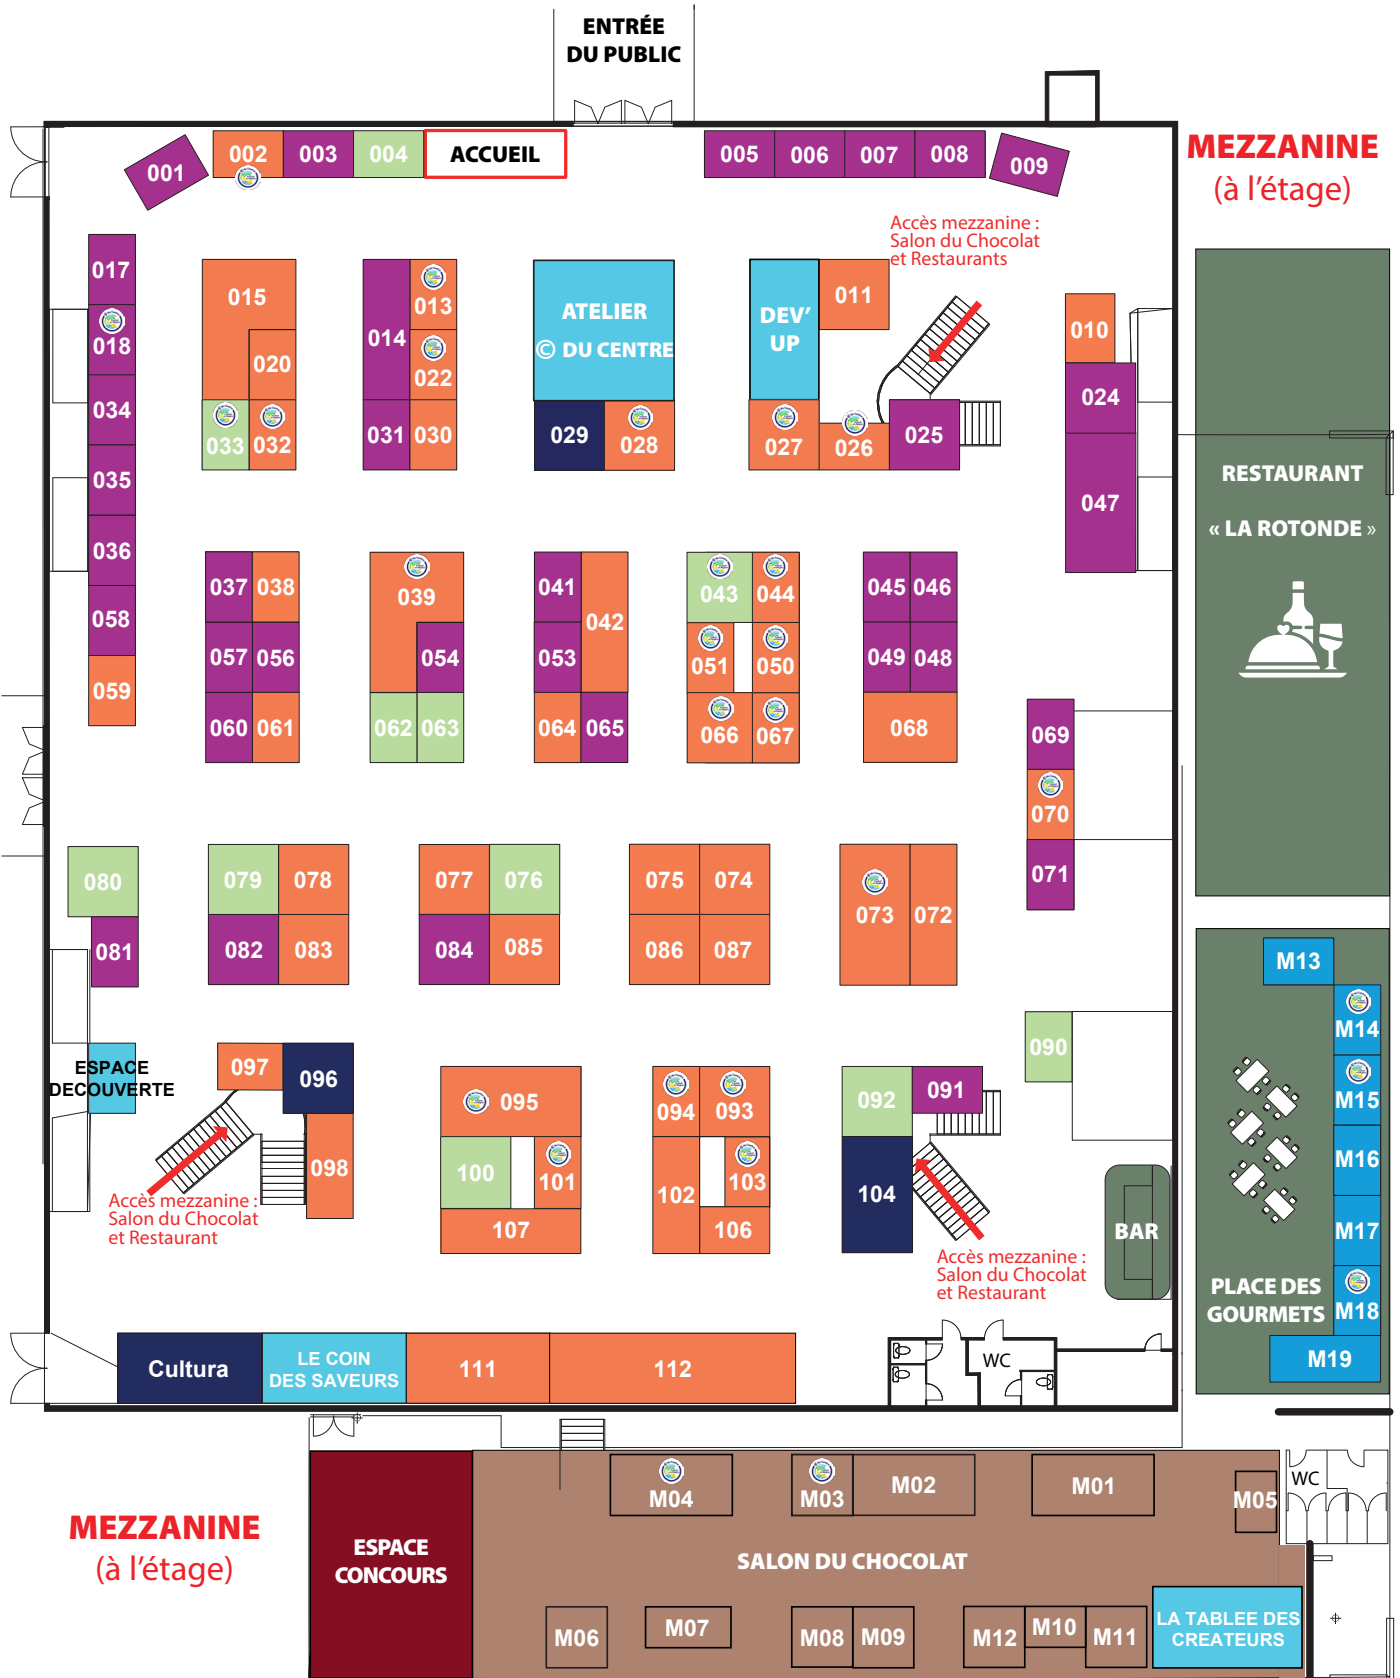 ENTRÉE
DU PUBLIC
MEZZANINE
(à l'étage)
001
002
003
004
ACCUEIL
005
006
007
008
009
Accès mezzanine :
Salon du Chocolat
et Restaurants
017
018
034
035
036
058
059
015
020
033
032
014
013
022
031
030
ATELIER
© DU CENTRE
029
028
DEV'
UP
011
027
026
025
010
024
047
RESTAURANT
« LA ROTONDE »
037
038
057
056
060
061
039
054
062
063
041
042
053
064
065
043
044
051
050
066
067
045
046
049
048
068
069
070
071
080
081
079
078
082
083
077
076
084
085
075
074
086
087
073
072
M13
M14
M15
M16
M17
M18
M19
PLACE DES
GOURMETS
ESPACE
DECOUVERTE
097
096
098
Accès mezzanine :
Salon du Chocolat
et Restaurant
095
100
101
107
094
093
102
103
106
092
091
104
090
BAR
Accès mezzanine :
Salon du Chocolat
et Restaurant
Cultura
LE COIN
DES SAVEURS
111
112
WC
MEZZANINE
(à l'étage)
ESPACE
CONCOURS
M04
M03
M02
M01
M05
WC
SALON DU CHOCOLAT
M06
M07
M08
M09
M12
M10
M11
LA TABLEE DES
CREATEURS